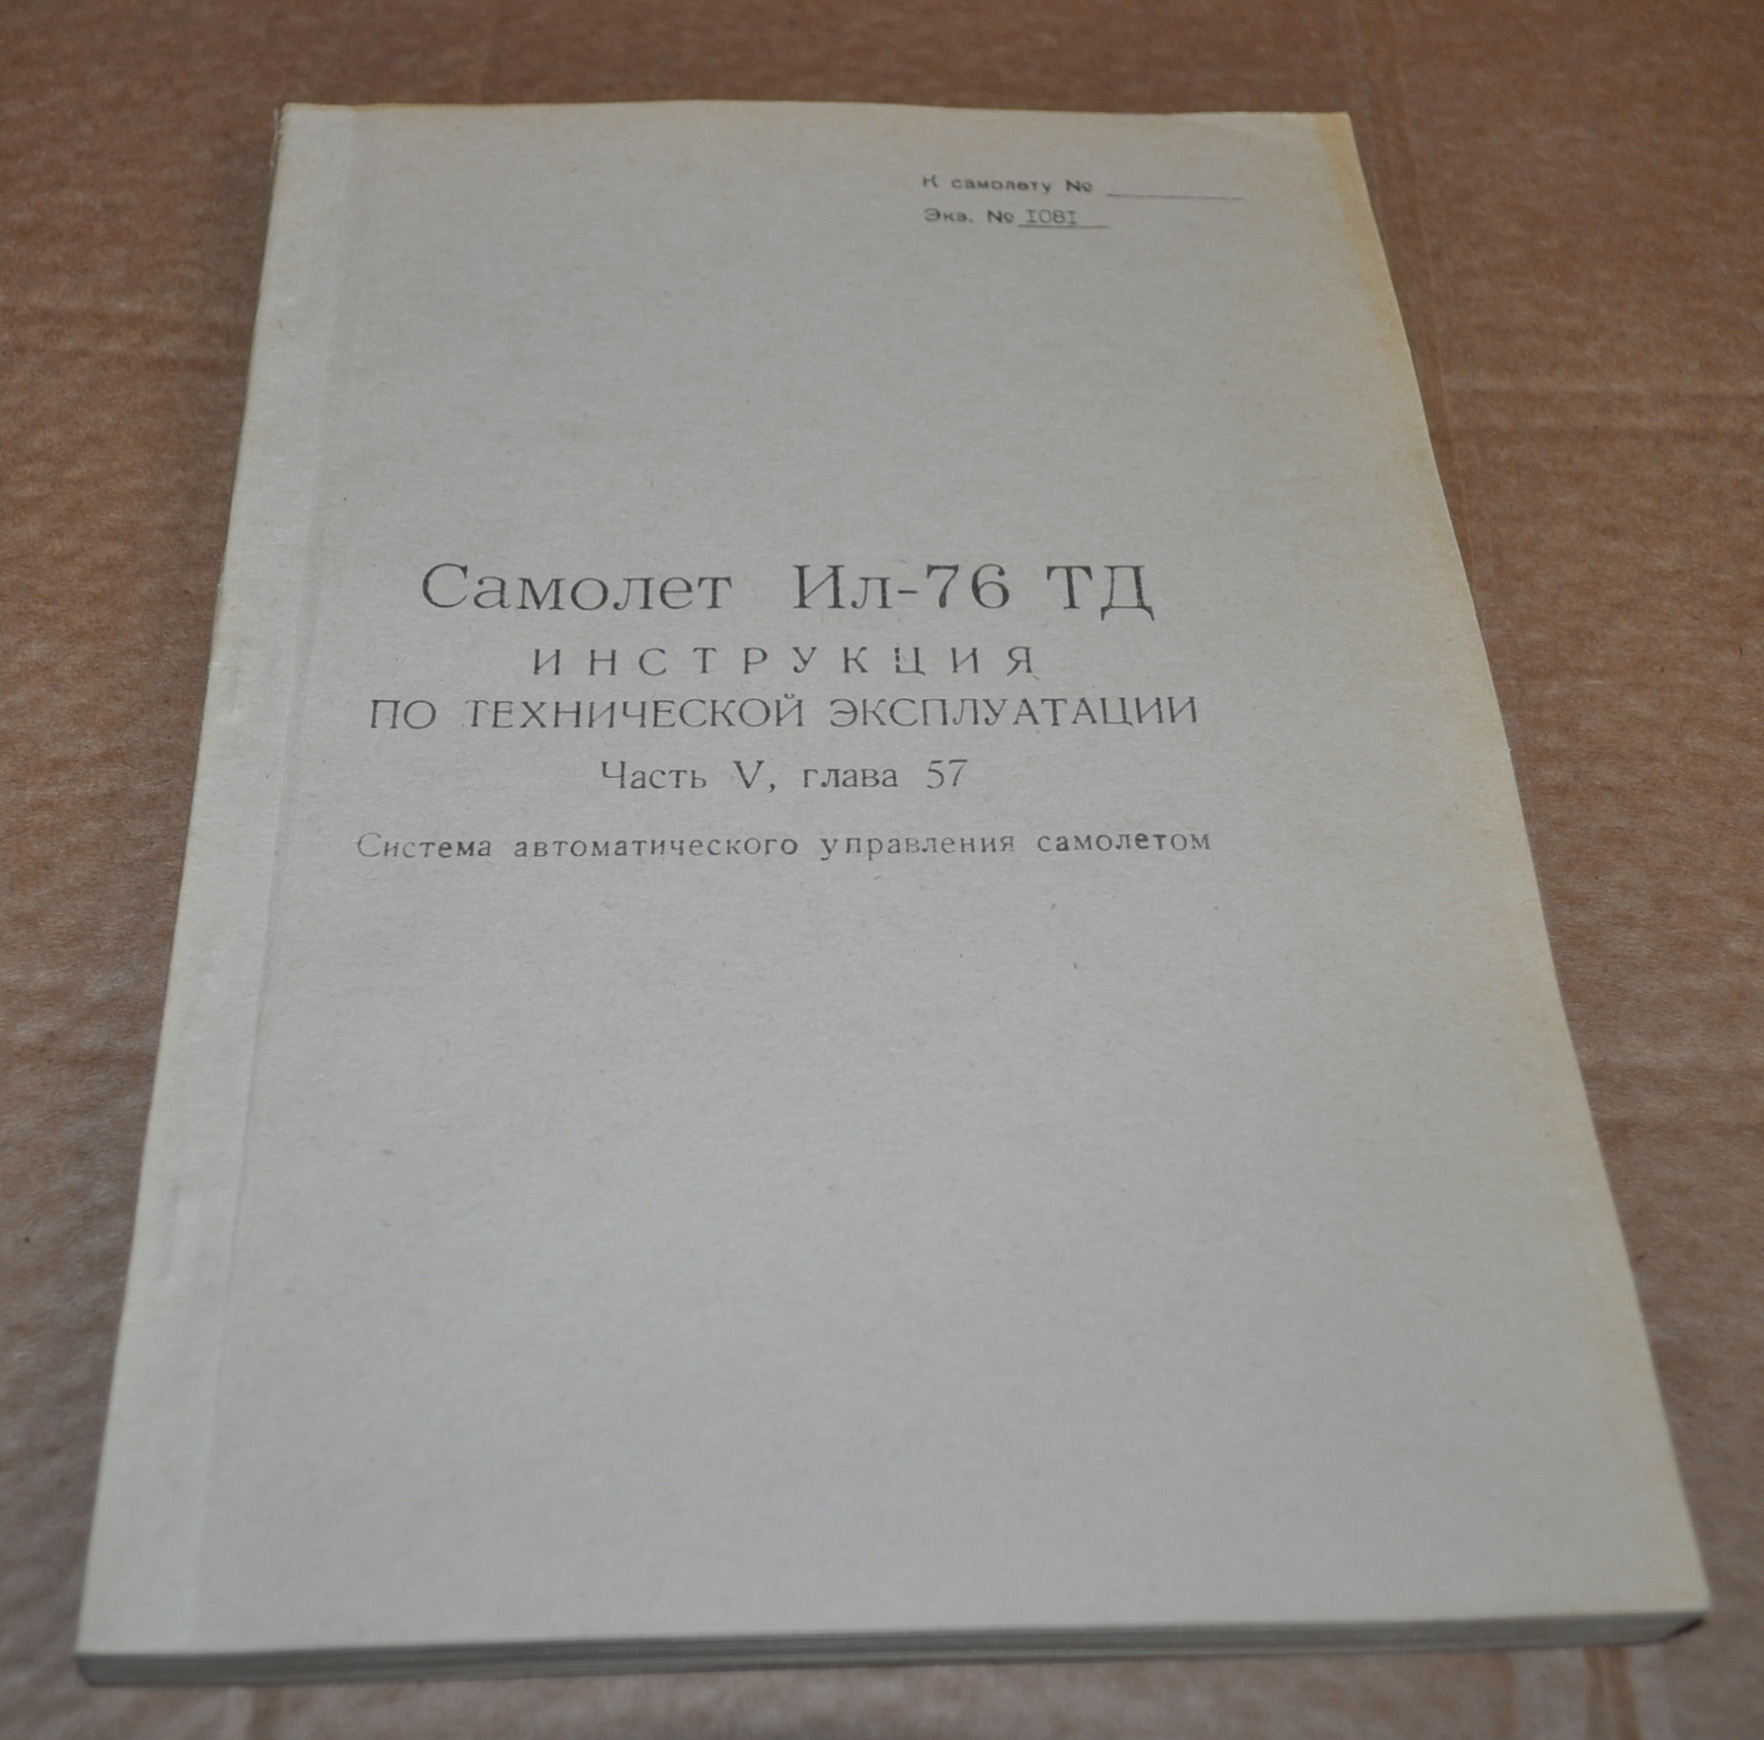 К самолету №
Экз. № I08I
Самолет Ил-76 ТД
ИНСТРУКЦИЯ
ПО ТЕХНИЧЕСКОЙ ЭКСПЛУАТАЦИИ
Часть V, глава 57
Система автоматического управления самолетом